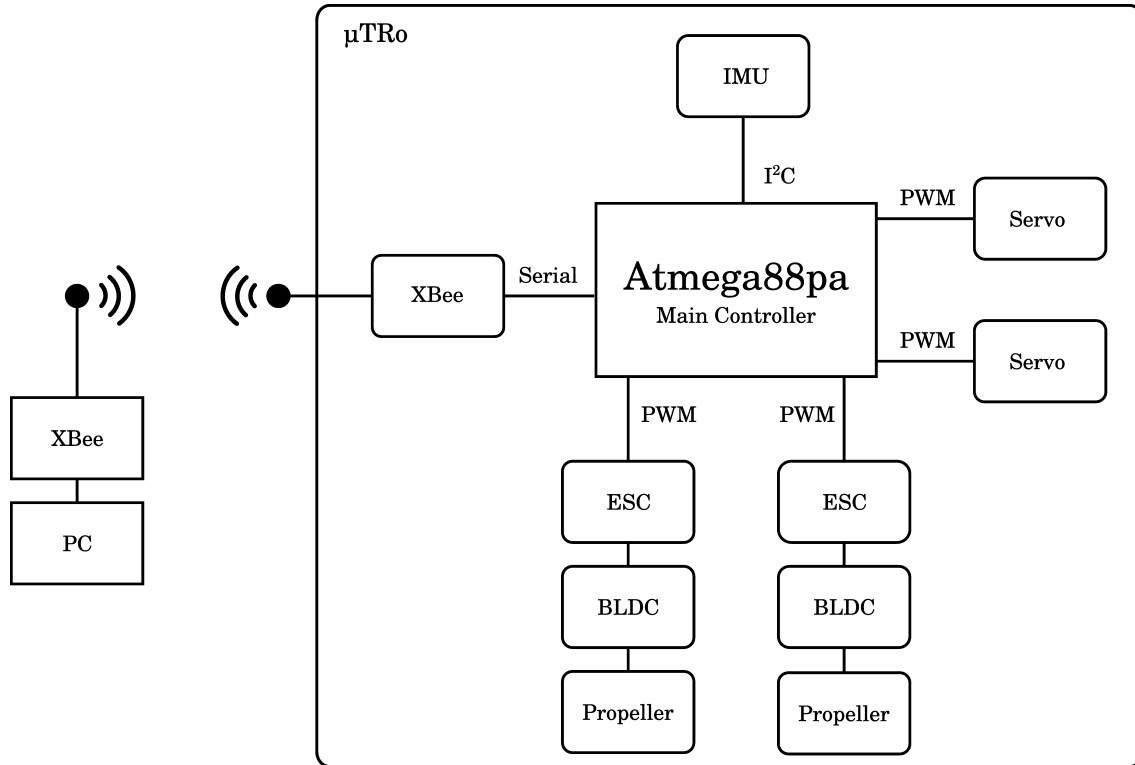 µTRo
IMU
I²C
PWM
Servo
Atmega88pa
Main Controller
Serial
XBee
PWM
Servo
PWM
PWM
XBee
PC
ESC
ESC
BLDC
BLDC
Propeller
Propeller